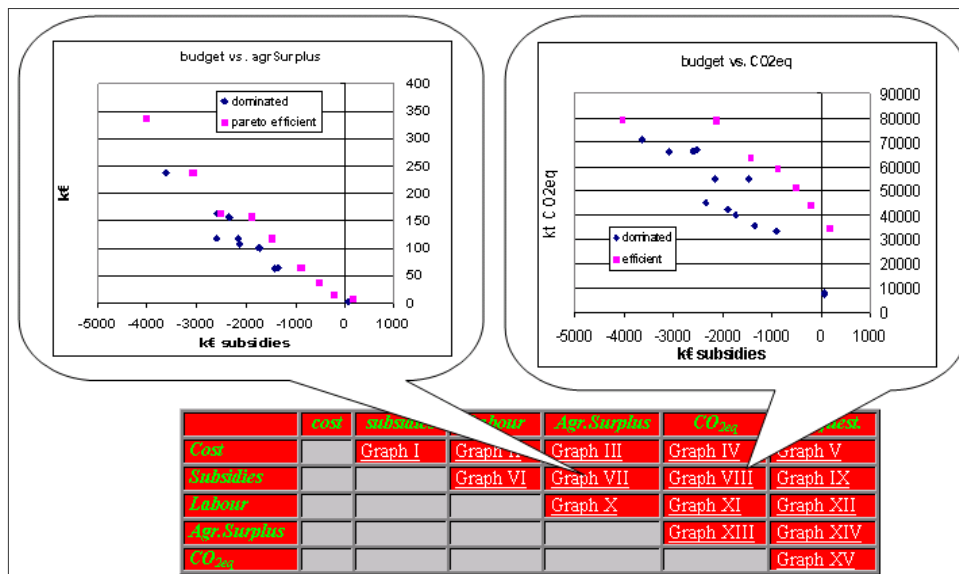 budget vs. agrSurplus
400
350
300
250
200
150
100
50
0
dominated
pareto efficient
k€
-5000 -4000 -3000 -2000 -1000 0 1000
k€ subsidies
budget vs. CO2eq
90000
80000
70000
60000
50000
40000
30000
20000
10000
0
dominated
efficient
kt CO2eq
-5000 -4000 -3000 -2000 -1000 0 1000
k€ subsidies
cost Agr.Surplus CO2eq
Cost Graph I Graph III Graph IV Graph V
Subsidies Graph VI Graph VII Graph VIII Graph IX
Labour Graph X Graph XI Graph XII
Agr.Surplus Graph XIII Graph XIV
CO2eq Graph XV